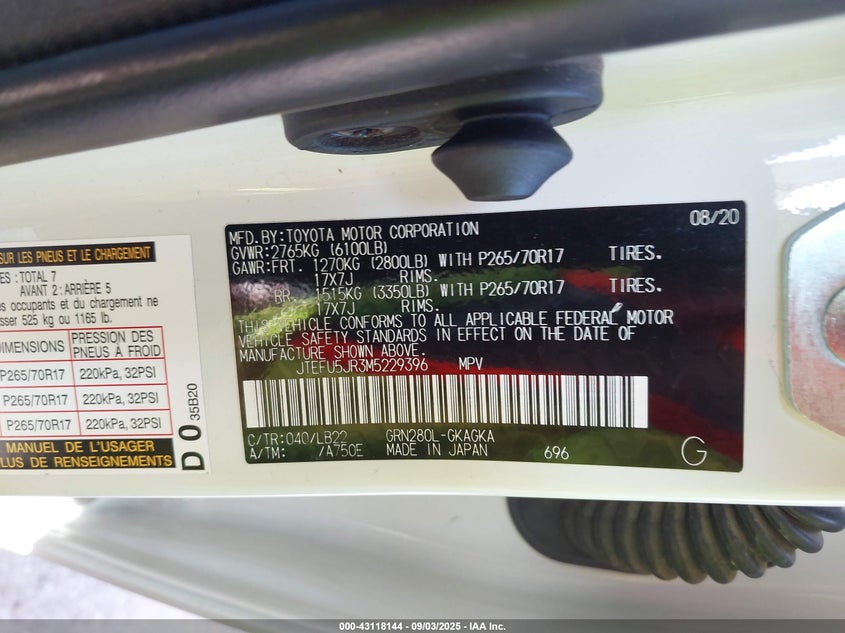 SUR LES PNEUS ET LE CHARGEMENT
ES : TOTAL 7
AVANT 2 : ARRIÈRE 5
es occupants et du chargement ne
sser 525 kg ou 1165 lb.
DIMENSIONS PRESSION DES PNEUS À FROID
P265/70R17 220kPa, 32PSI
P265/70R17 220kPa, 32PSI
P265/70R17 220kPa, 32PSI
MANUEL DE L'USAGER
PLUS DE RENSEIGNEMENTS
D 0 35B20
08/20
MFD.BY:TOYOTA MOTOR CORPORATION
GVWR:2765KG (6100LB)
GAWR:FRT. 1270KG (2800LB) WITH P265/70R17 TIRES.
17X7J RIMS.
RR. 1515KG (3350LB) WITH P265/70R17 TIRES.
17X7J RIMS.
THIS VEHICLE CONFORMS TO ALL APPLICABLE FEDERAL MOTOR
VEHICLE SAFETY STANDARDS IN EFFECT ON THE DATE OF
MANUFACTURE SHOWN ABOVE.
JTEFU5JR3M5229396 MPV
C/TR:040/LB22 GRN280L-GKAGKA
A/TM: /A750E MADE IN JAPAN 696 G
000-43118144 - 09/03/2025 - IAA Inc.